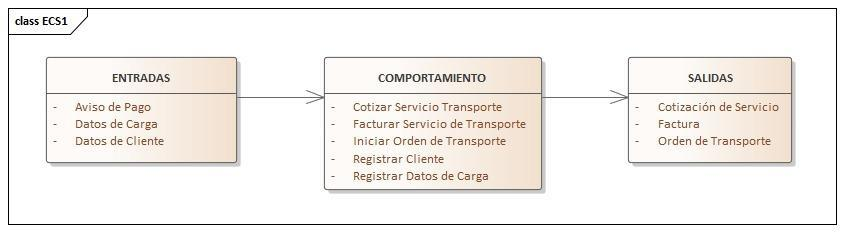 class ECS1
ENTRADAS
- Aviso de Pago
- Datos de Carga
- Datos de Cliente
COMPORTAMIENTO
- Cotizar Servicio Transporte
- Facturar Servicio de Transporte
- Iniciar Orden de Transporte
- Registrar Cliente
- Registrar Datos de Carga
SALIDAS
- Cotización de Servicio
- Factura
- Orden de Transporte